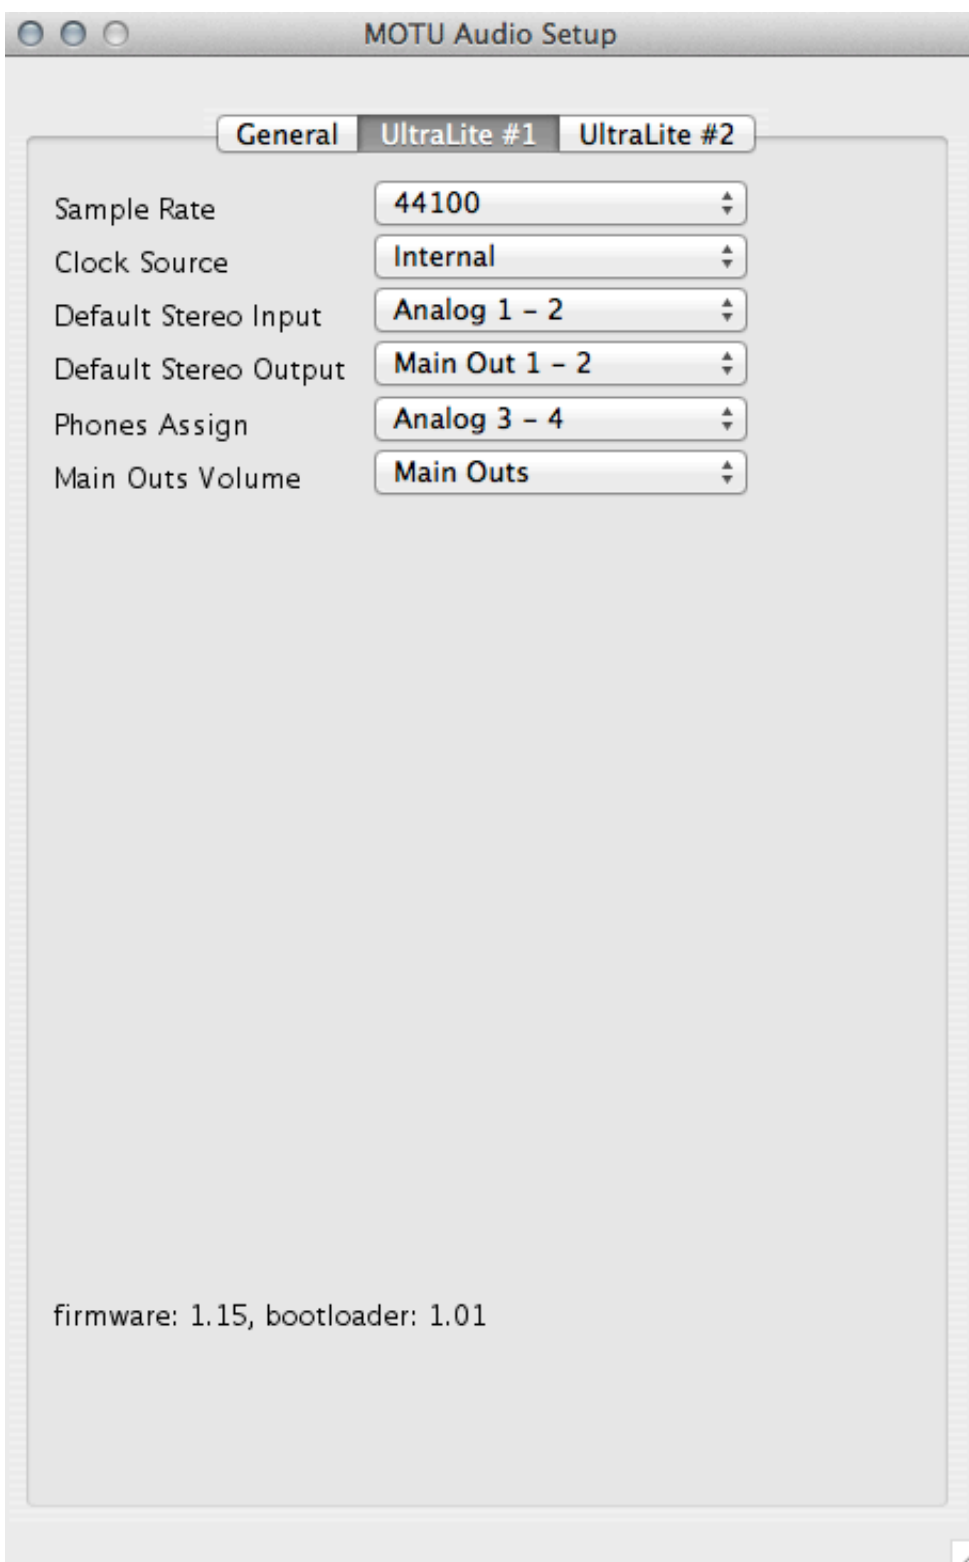 MOTU Audio Setup
General UltraLite #1 UltraLite #2
Sample Rate 44100
Clock Source Internal
Default Stereo Input Analog 1 – 2
Default Stereo Output Main Out 1 – 2
Phones Assign Analog 3 – 4
Main Outs Volume Main Outs
firmware: 1.15, bootloader: 1.01